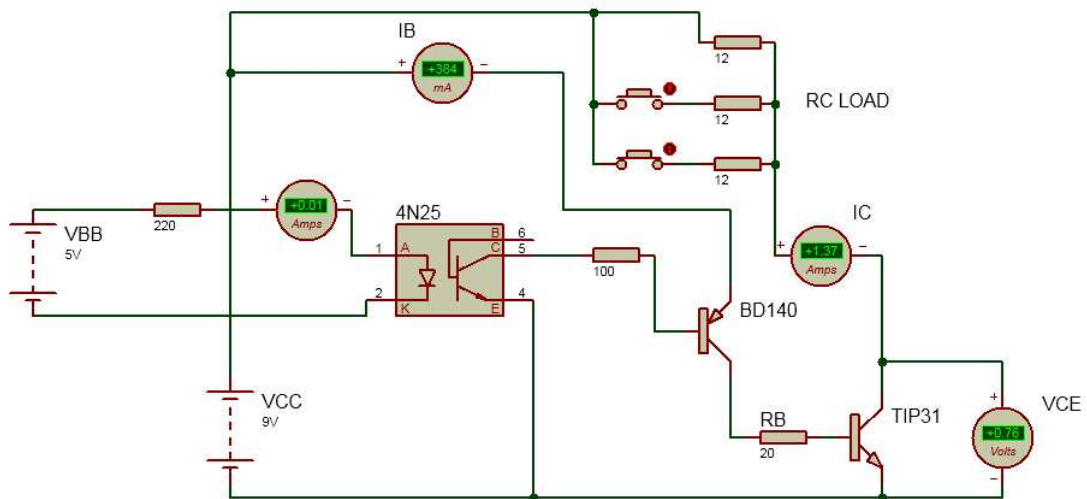 IB
+ +384 −
mA
12
12
RC LOAD
12
220
+ +0.01 −
Amps
4N25
VBB
5V
1 A
2 K
B 6
C 5
E 4
100
IC
+ +1.37 −
Amps
BD140
VCC
9V
RB
20
TIP31
VCE
+
+0.76
Volts
−